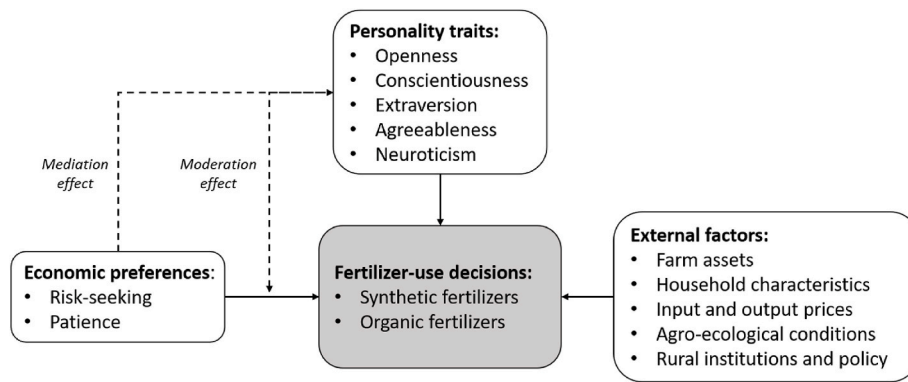 Personality traits:
• Openness
• Conscientiousness
• Extraversion
• Agreeableness
• Neuroticism
Mediation
effect
Moderation
effect
Economic preferences:
• Risk-seeking
• Patience
Fertilizer-use decisions:
• Synthetic fertilizers
• Organic fertilizers
External factors:
• Farm assets
• Household characteristics
• Input and output prices
• Agro-ecological conditions
• Rural institutions and policy